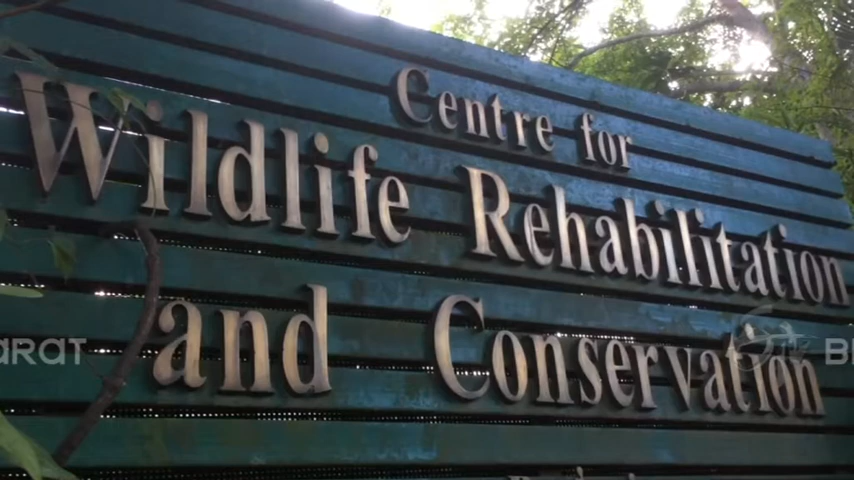 Centre for
Wildlife Rehabilitation
and Conservation